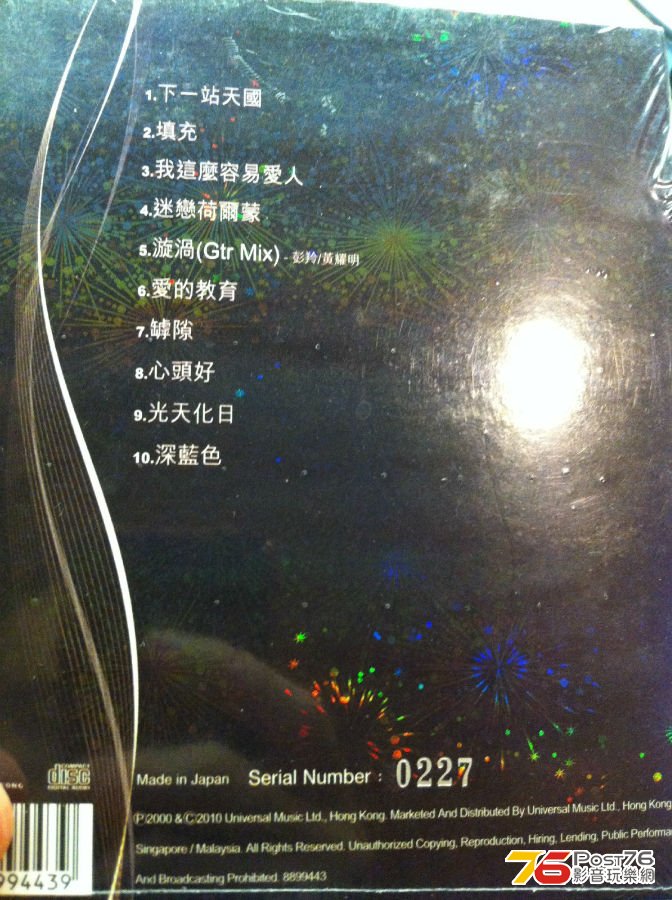 1.下一站天國
2.填充
3.我這麼容易愛人
4.迷戀荷爾蒙
5.漩渦(Gtr Mix) - 彭羚/黃耀明
6.愛的教育
7.罅隙
8.心頭好
9.光天化日
10.深藍色
COMPACT
disc
DIGITAL AUDIO
Made in Japan Serial Number : 0227
Ⓟ2000 & ©2010 Universal Music Ltd., Hong Kong. Marketed And Distributed By Universal Music Ltd., Hong Kong
Singapore / Malaysia. All Rights Reserved. Unauthorized Copying, Reproduction, Hiring, Lending, Public Performa
And Broadcasting Prohibited. 8899443
994439
76 Post76
影音玩樂網